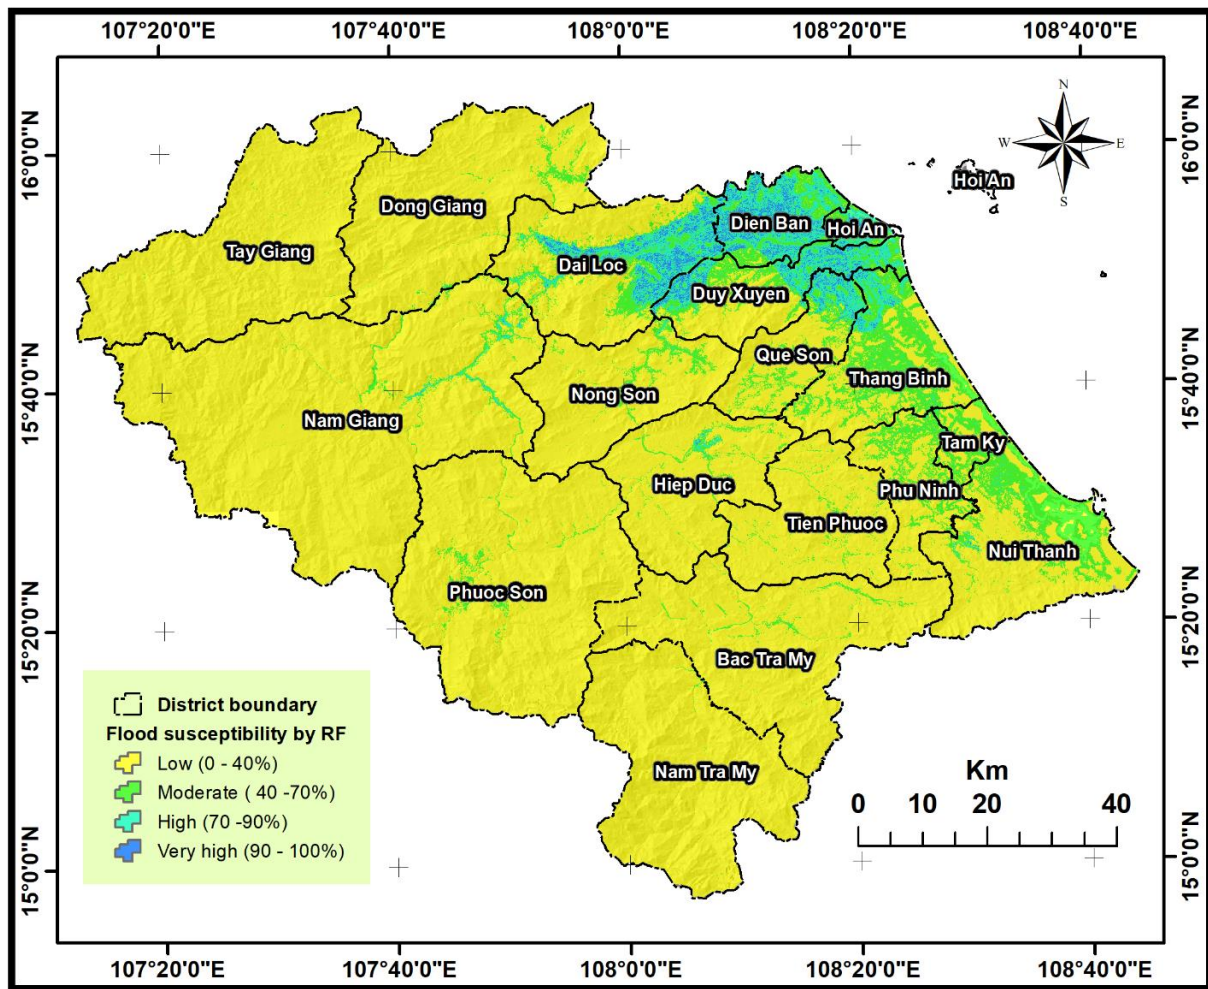 107°20'0"E 107°40'0"E 108°0'0"E 108°20'0"E 108°40'0"E
16°0'0"N
16°0'0"N
15°40'0"N
15°40'0"N
15°20'0"N
15°20'0"N
15°0'0"N
15°0'0"N
N
W E
S
Hoi An
Dong Giang
Tay Giang
Dien Ban
Hoi An
Dai Loc
Duy Xuyen
Que Son
Thang Binh
Nong Son
Nam Giang
Tam Ky
Hiep Duc
Phu Ninh
Tien Phuoc
Nui Thanh
Phuoc Son
Bac Tra My
Nam Tra My
District boundary
Flood susceptibility by RF
Low (0 - 40%)
Moderate ( 40 -70%)
High (70 -90%)
Very high (90 - 100%)
Km
0 10 20 40
107°20'0"E 107°40'0"E 108°0'0"E 108°20'0"E 108°40'0"E